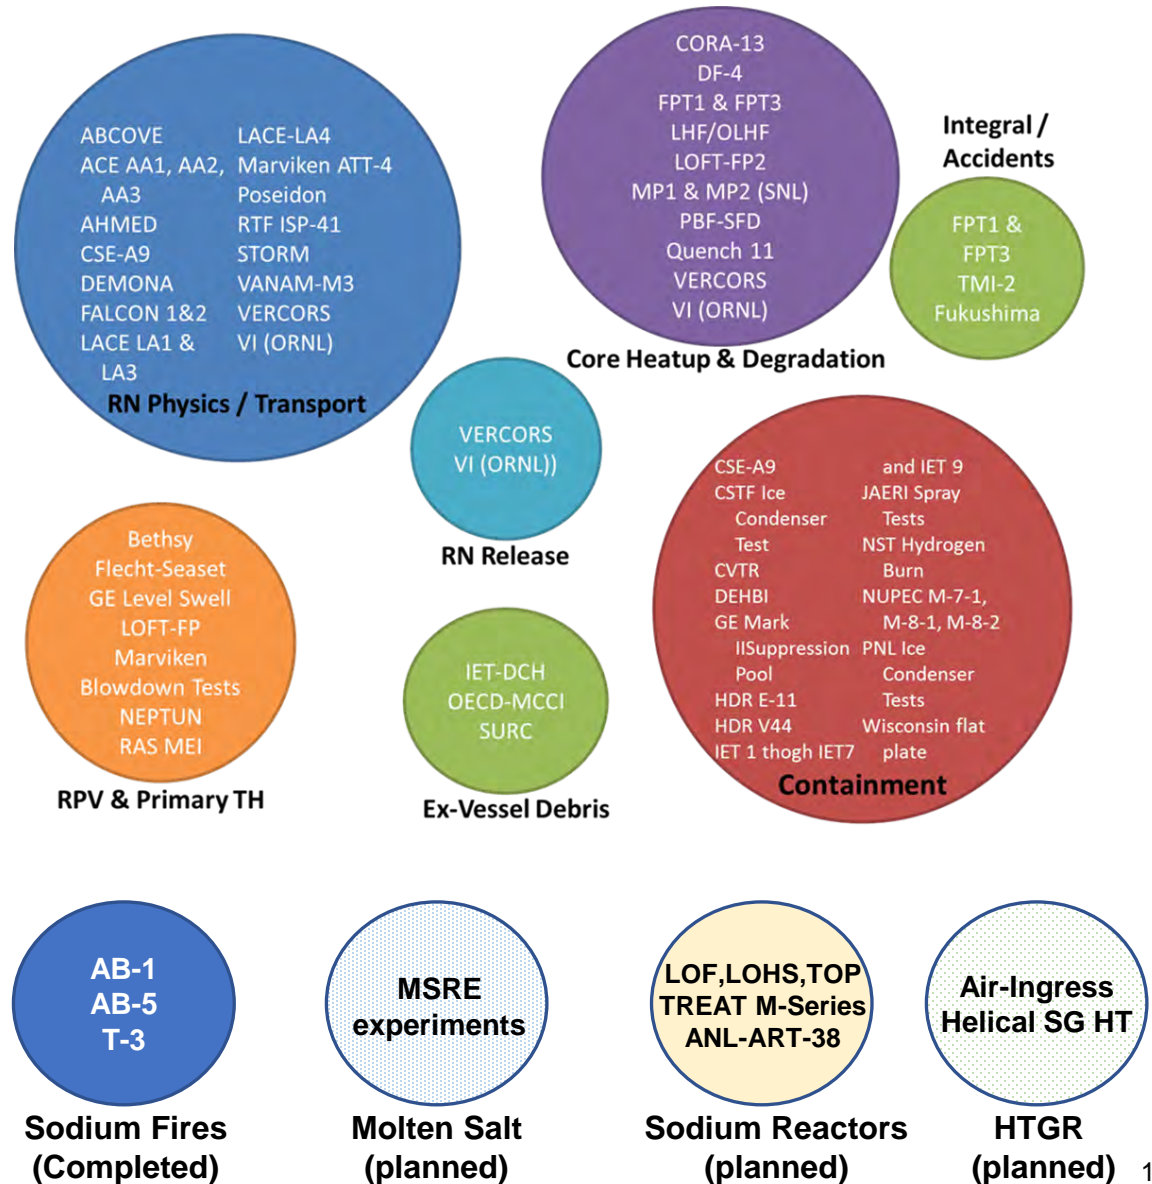 ABCOVE
ACE AA1, AA2,
AA3
AHMED
CSE-A9
DEMONA
FALCON 1&2
LACE LA1 &
LA3
LACE-LA4
Marviken ATT-4
Poseidon
RTF ISP-41
STORM
VANAM-M3
VERCORS
VI (ORNL)
RN Physics / Transport
CORA-13
DF-4
FPT1 & FPT3
LHF/OLHF
LOFT-FP2
MP1 & MP2 (SNL)
PBF-SFD
Quench 11
VERCORS
VI (ORNL)
Core Heatup & Degradation
Integral /
Accidents
FPT1 &
FPT3
TMI-2
Fukushima
VERCORS
VI (ORNL))
RN Release
Bethsy
Flecht-Seaset
GE Level Swell
LOFT-FP
Marviken
Blowdown Tests
NEPTUN
RAS MEI
RPV & Primary TH
IET-DCH
OECD-MCCI
SURC
Ex-Vessel Debris
CSE-A9
CSTF Ice
Condenser
Test
CVTR
DEHBI
GE Mark
IISuppression
Pool
HDR E-11
HDR V44
IET 1 thogh IET7
and IET 9
JAERI Spray
Tests
NST Hydrogen
Burn
NUPEC M-7-1,
M-8-1, M-8-2
PNL Ice
Condenser
Tests
Wisconsin flat
plate
Containment
AB-1
AB-5
T-3
Sodium Fires
(Completed)
MSRE
experiments
Molten Salt
(planned)
LOF,LOHS,TOP
TREAT M-Series
ANL-ART-38
Sodium Reactors
(planned)
Air-Ingress
Helical SG HT
HTGR
(planned)
1